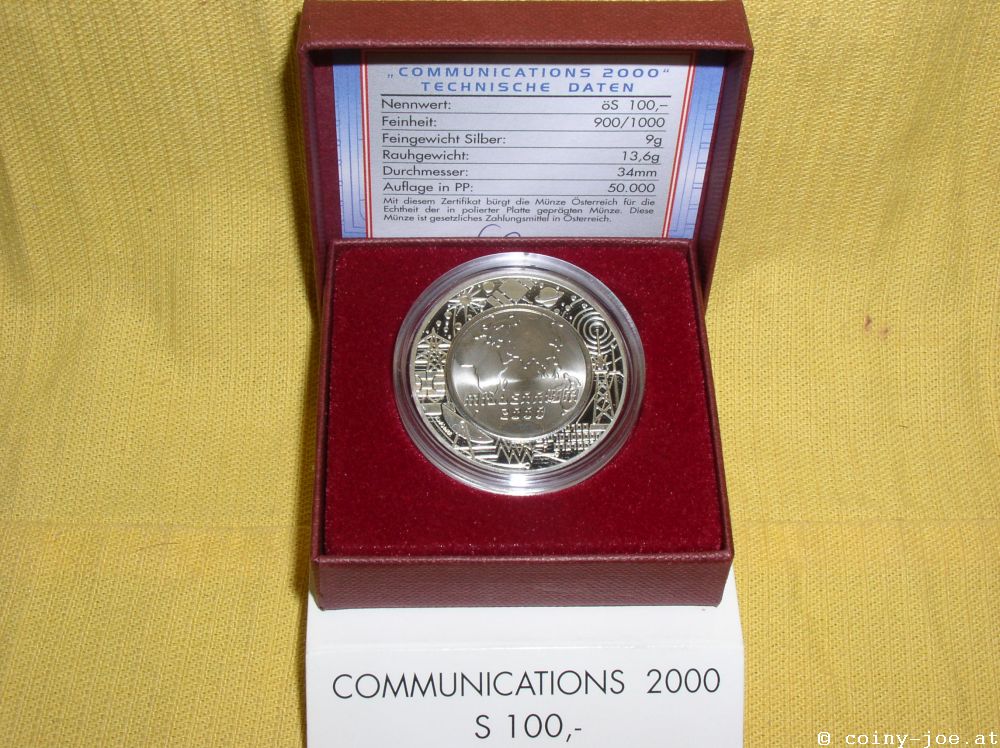 „COMMUNICATIONS 2000“
TECHNISCHE DATEN
Nennwert: öS 100,–
Feinheit: 900/1000
Feingewicht Silber: 9g
Rauhgewicht: 13,6g
Durchmesser: 34mm
Auflage in PP: 50.000
Mit diesem Zertifikat bürgt die Münze Österreich für die
Echtheit der in polierter Platte geprägten Münze. Diese
Münze ist gesetzliches Zahlungsmittel in Österreich.
MILLENNIUM
2000
COMMUNICATIONS 2000
S 100,-
© coiny-joe.at